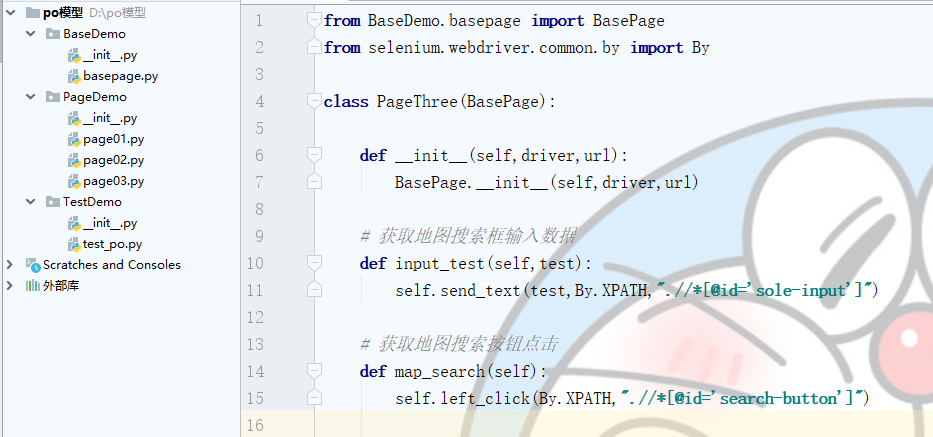 po模型 D:\po模型
BaseDemo
__init__.py
basepage.py
PageDemo
__init__.py
page01.py
page02.py
page03.py
TestDemo
__init__.py
test_po.py
Scratches and Consoles
外部库
1 from BaseDemo.basepage import BasePage
2 from selenium.webdriver.common.by import By
3
4 class PageThree(BasePage):
5
6 def __init__(self,driver,url):
7 BasePage.__init__(self,driver,url)
8
9 # 获取地图搜索框输入数据
10 def input_test(self,test):
11 self.send_text(test,By.XPATH,".//*[@id='sole-input']")
12
13 # 获取地图搜索按钮点击
14 def map_search(self):
15 self.left_click(By.XPATH,".//*[@id='search-button']")
16